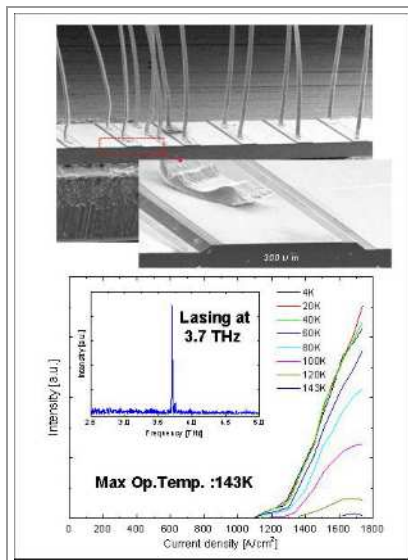 300 μm
4K
20K
40K
60K
80K
100K
120K
143K
Lasing at
3.7 THz
Intensity [a.u.]
2.5 3.0 3.5 4.0 4.5 5.0
Frequency [THz]
Intensity [a.u.]
Max Op.Temp. :143K
0 200 400 600 800 1000 1200 1400 1600 1800
Current density [A/cm²]